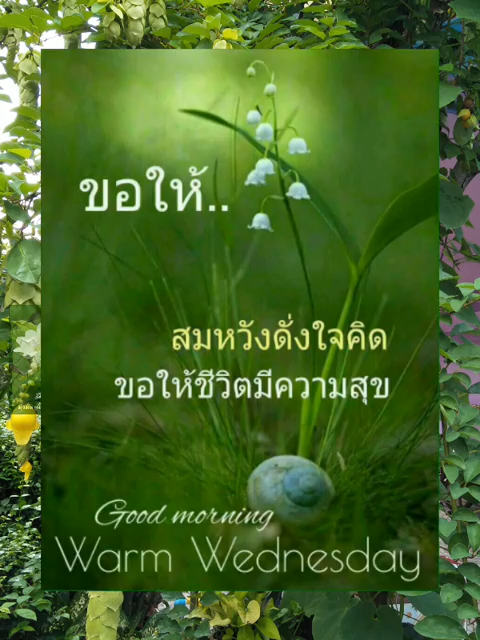 ขอให้..
สมหวังดั่งใจคิด
ขอให้ชีวิตมีความสุข
Good morning
Warm Wednesday